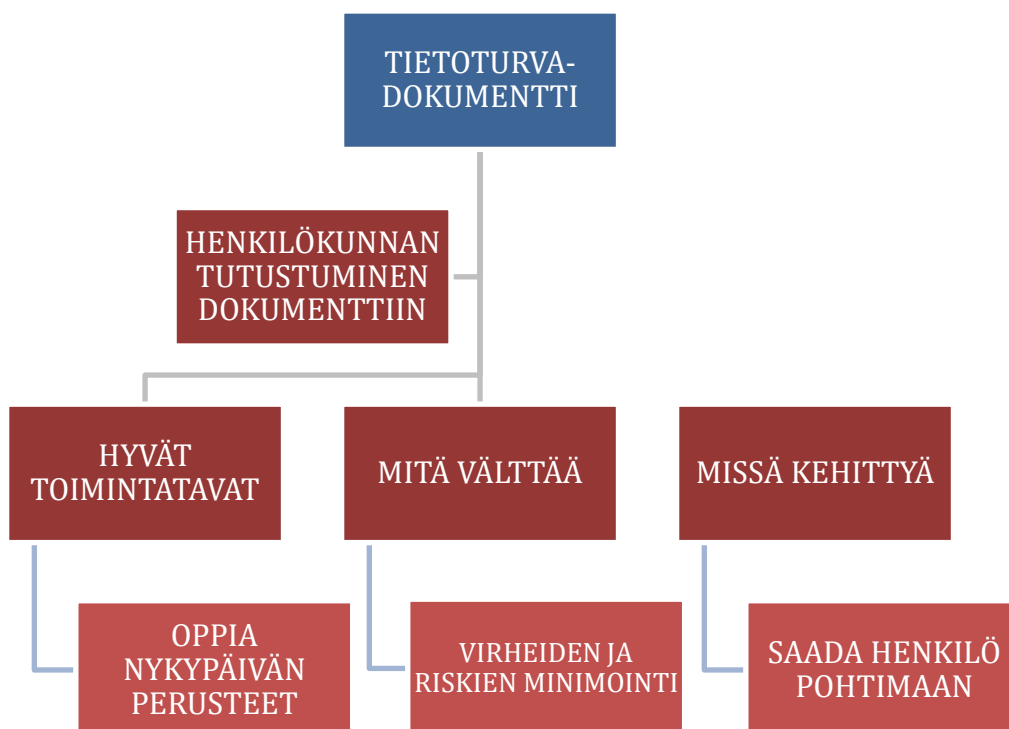 TIETOTURVA-
DOKUMENTTI
HENKILÖKUNNAN
TUTUSTUMINEN
DOKUMENTTIIN
HYVÄT
TOIMINTATAVAT
MITÄ VÄLTTÄÄ
MISSÄ KEHITTYÄ
OPPIA
NYKYPÄIVÄN
PERUSTEET
VIRHEIDEN JA
RISKIEN MINIMOINTI
SAADA HENKILÖ
POHTIMAAN